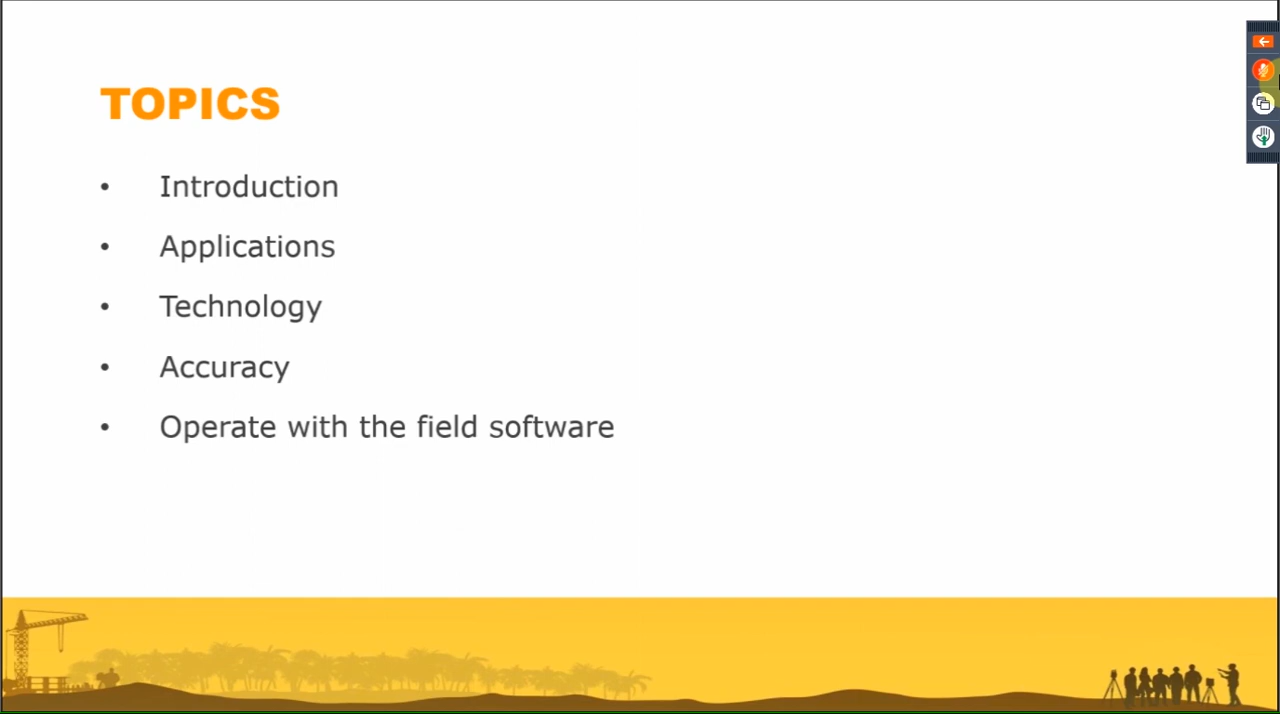 TOPICS
• Introduction
• Applications
• Technology
• Accuracy
• Operate with the field software